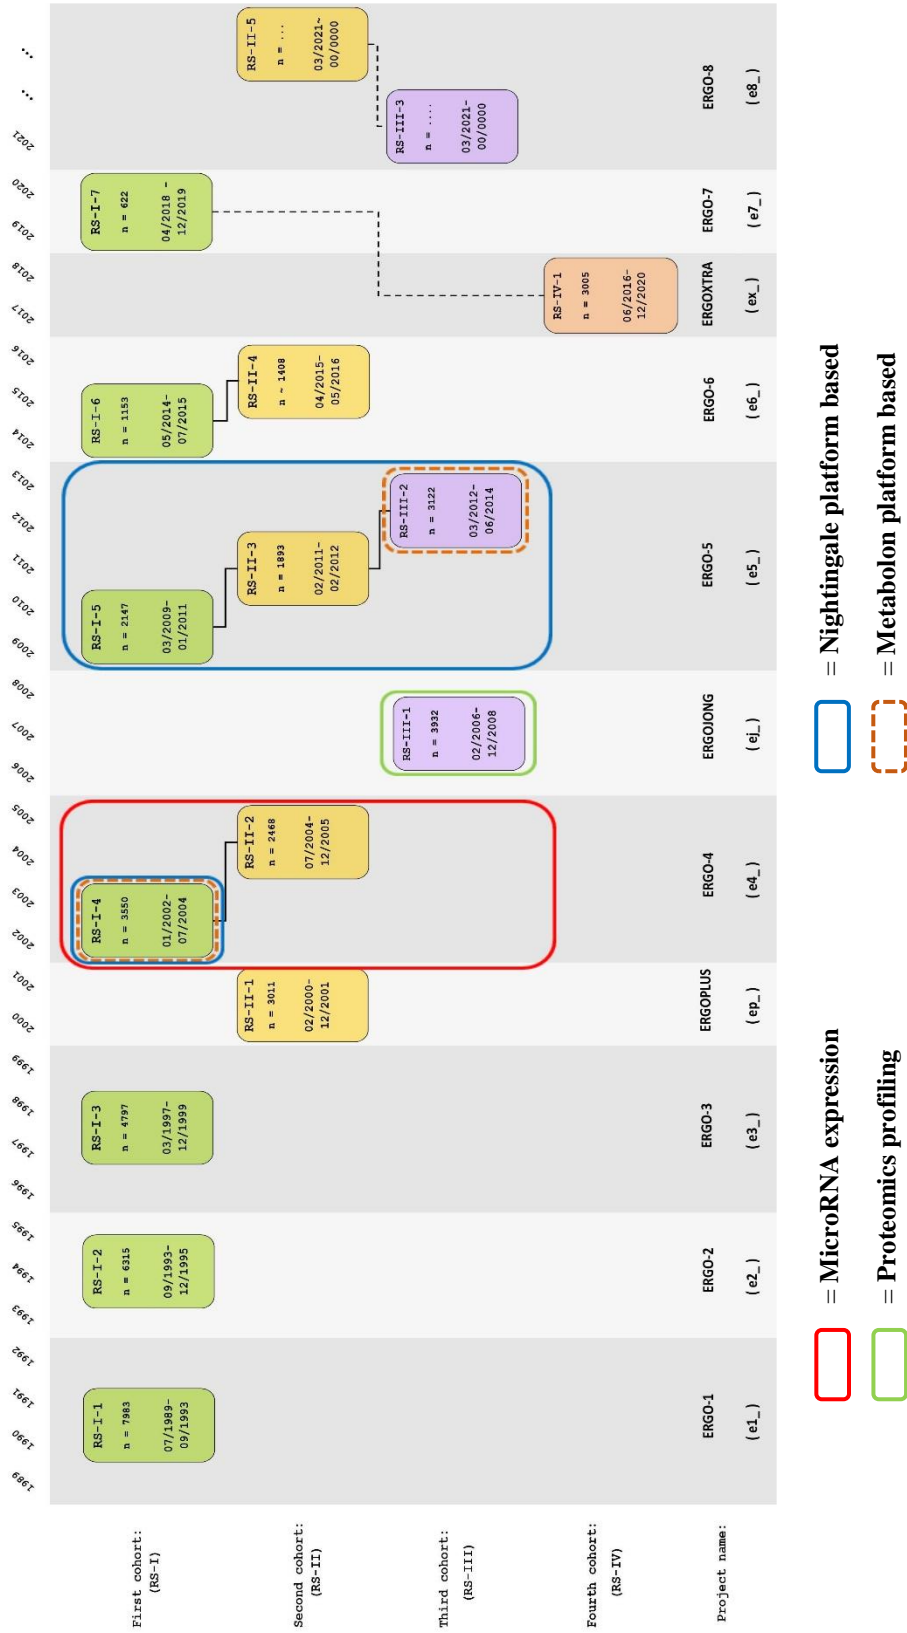 1989
1990
1991
1992
1993
1994
1995
1996
1997
1998
1999
2000
2001
2002
2003
2004
2005
2006
2007
2008
2009
2010
2011
2012
2013
2014
2015
2016
2017
2018
2019
2020
2021
...
...
First cohort:
(RS-I)
RS-I-1
n = 7983
07/1989-
09/1993
RS-I-2
n = 6315
09/1993-
12/1995
RS-I-3
n = 4797
03/1997-
12/1999
RS-I-4
n = 3550
01/2002-
07/2004
RS-I-5
n = 2147
03/2009-
01/2011
RS-I-6
n = 1153
05/2014-
07/2015
RS-I-7
n = 622
04/2018 -
12/2019
Second cohort:
(RS-II)
RS-II-1
n = 3011
02/2000-
12/2001
RS-II-2
n = 2468
07/2004-
12/2005
RS-II-3
n = 1893
02/2011-
02/2012
RS-II-4
n ~ 1408
04/2015-
05/2016
RS-II-5
n = ...
03/2021~
00/0000
Third cohort:
(RS-III)
RS-III-1
n = 3932
02/2006-
12/2008
RS-III-2
n = 3122
03/2012-
06/2014
RS-III-3
n = ....
03/2021-
00/0000
Fourth cohort:
(RS-IV)
RS-IV-1
n = 3005
06/2016-
12/2020
Project name:
ERGO-1
(e1_)
ERGO-2
(e2_)
ERGO-3
(e3_)
ERGOPLUS
(ep_)
ERGO-4
(e4_)
ERGOJONG
(ej_)
ERGO-5
(e5_)
ERGO-6
(e6_)
ERGOXTRA
(ex_)
ERGO-7
(e7_)
ERGO-8
(e8_)
= MicroRNA expression
= Nightingale platform based
= Proteomics profiling
= Metabolon platform based